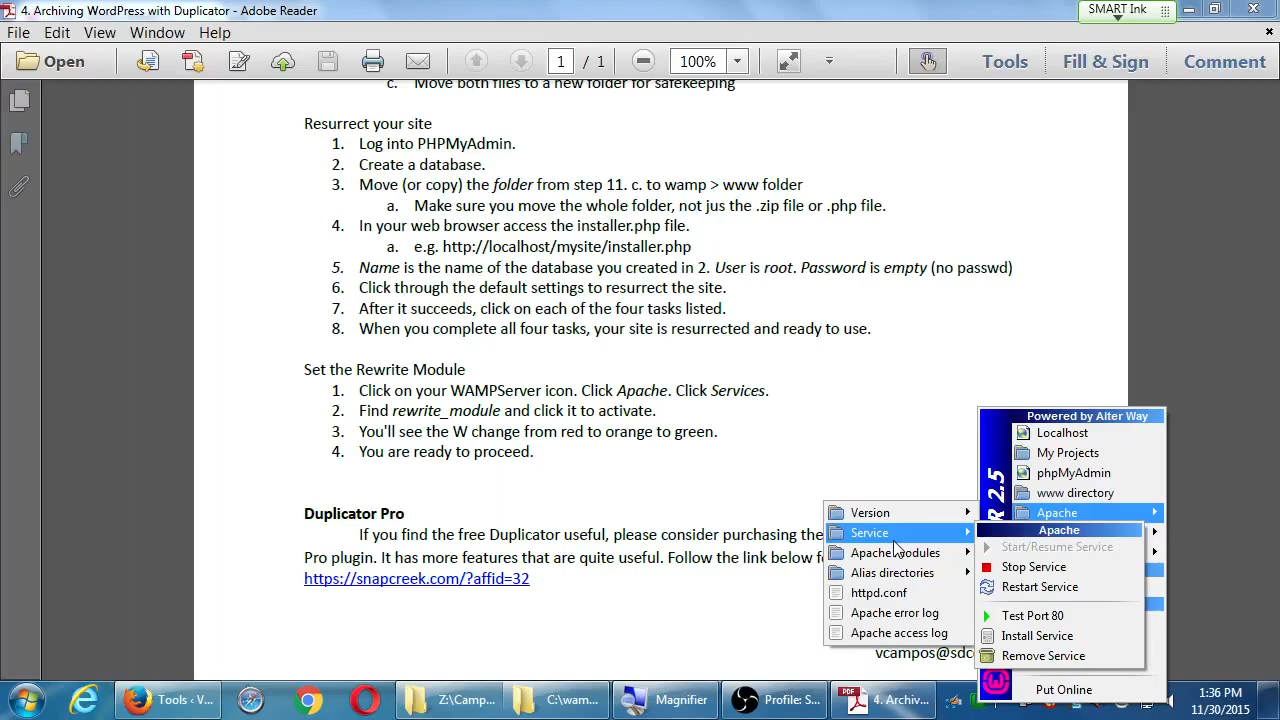 4. Archiving WordPress with Duplicator - Adobe Reader
SMART Ink
File Edit View Window Help
Open
1 / 1
100%
Tools
Fill & Sign
Comment
c. Move both files to a new folder for safekeeping
Resurrect your site
1. Log into PHPMyAdmin.
2. Create a database.
3. Move (or copy) the folder from step 11. c. to wamp > www folder
a. Make sure you move the whole folder, not jus the .zip file or .php file.
4. In your web browser access the installer.php file.
a. e.g. http://localhost/mysite/installer.php
5. Name is the name of the database you created in 2. User is root. Password is empty (no passwd)
6. Click through the default settings to resurrect the site.
7. After it succeeds, click on each of the four tasks listed.
8. When you complete all four tasks, your site is resurrected and ready to use.
Set the Rewrite Module
1. Click on your WAMPServer icon. Click Apache. Click Services.
2. Find rewrite_module and click it to activate.
3. You'll see the W change from red to orange to green.
4. You are ready to proceed.
Duplicator Pro
If you find the free Duplicator useful, please consider purchasing the
Pro plugin. It has more features that are quite useful. Follow the link below fo
https://snapcreek.com/?affid=32
vcampos@sdc
Powered by Alter Way
Localhost
My Projects
phpMyAdmin
www directory
Apache
R 2.5
Version
Service
Apache modules
Alias directories
httpd.conf
Apache error log
Apache access log
Apache
Start/Resume Service
Stop Service
Restart Service
Test Port 80
Install Service
Remove Service
Put Online
Tools ‹ V...
Z:\Camp...
C:\wam...
Magnifier
Profile: S...
4. Archiv...
1:36 PM
11/30/2015